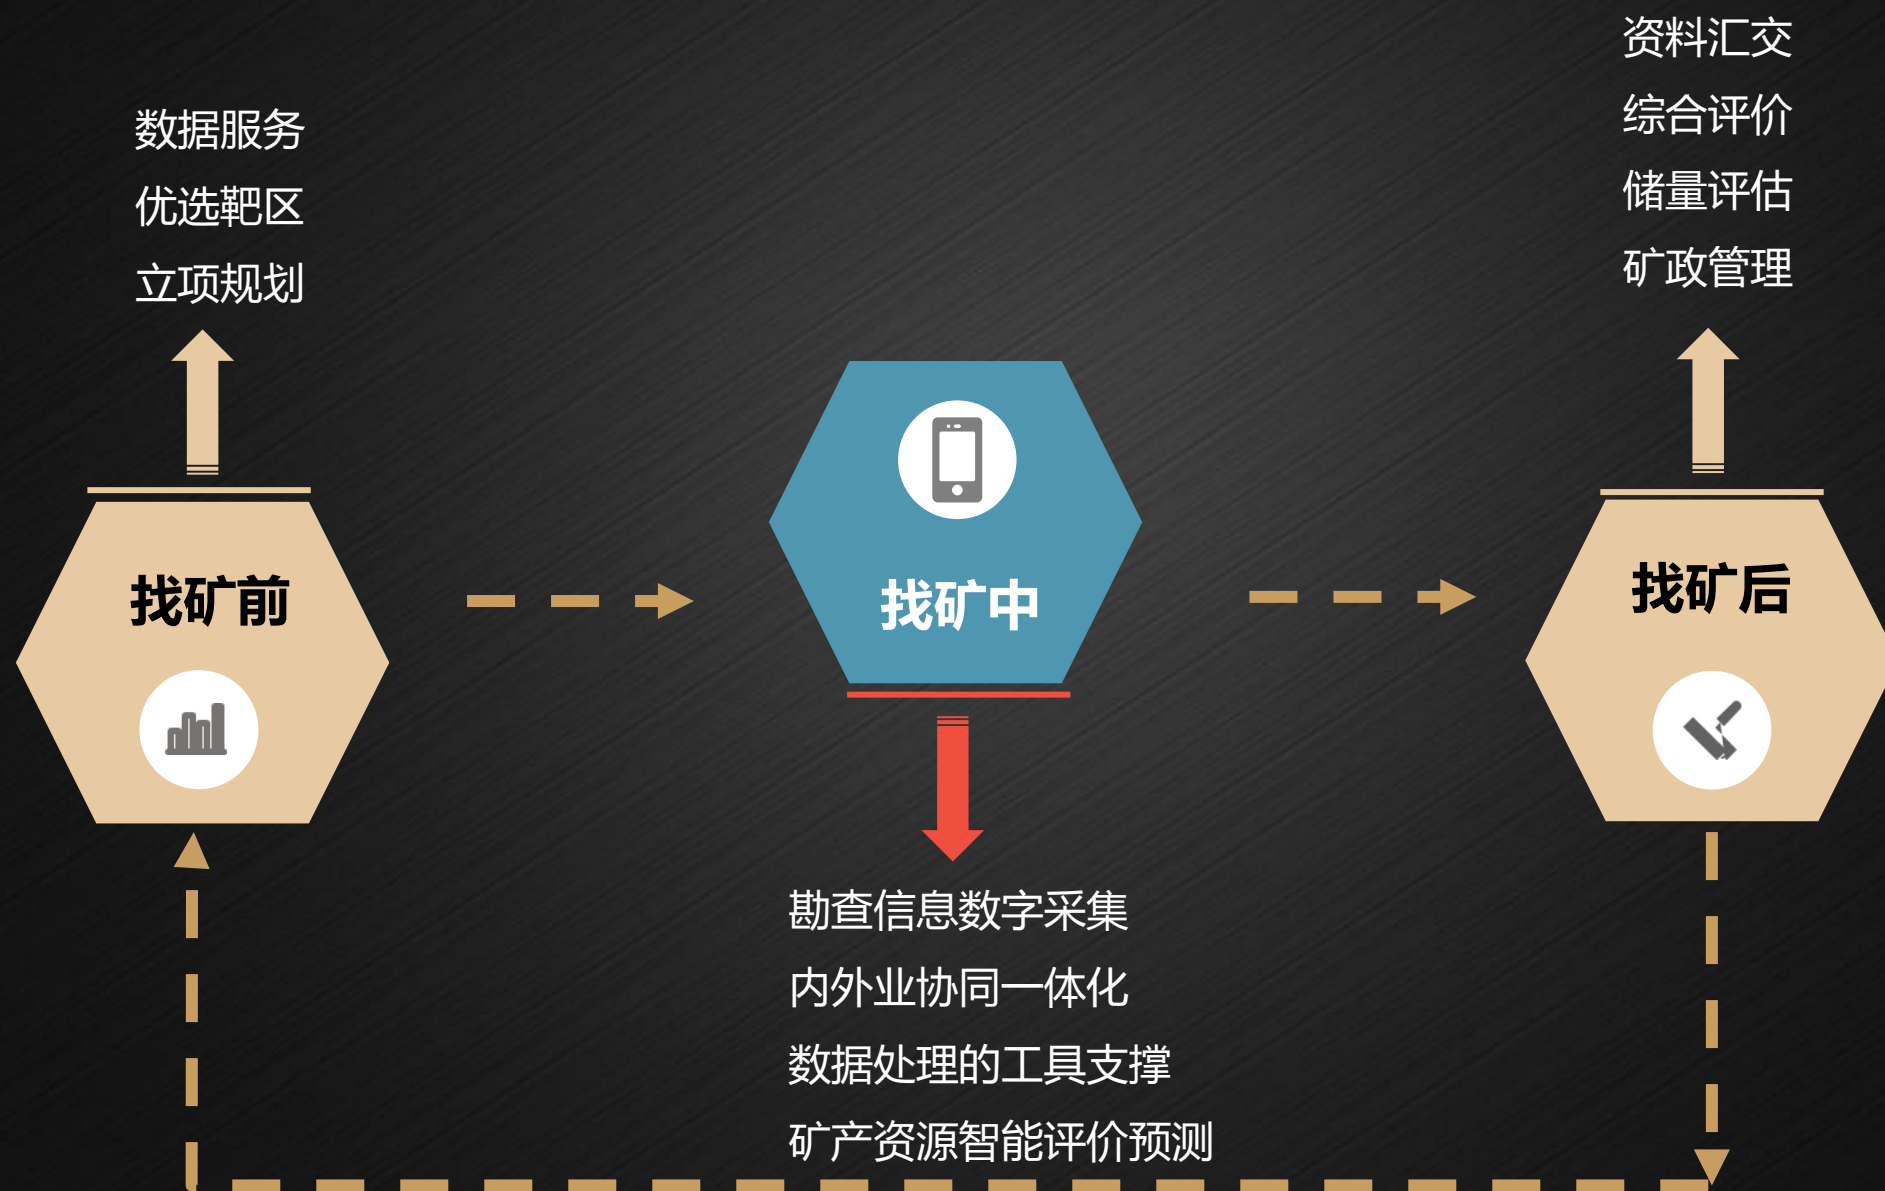 数据服务
优选靶区
立项规划
找矿前
找矿中
勘查信息数字采集
内外业协同一体化
数据处理的工具支撑
矿产资源智能评价预测
资料汇交
综合评价
储量评估
矿政管理
找矿后